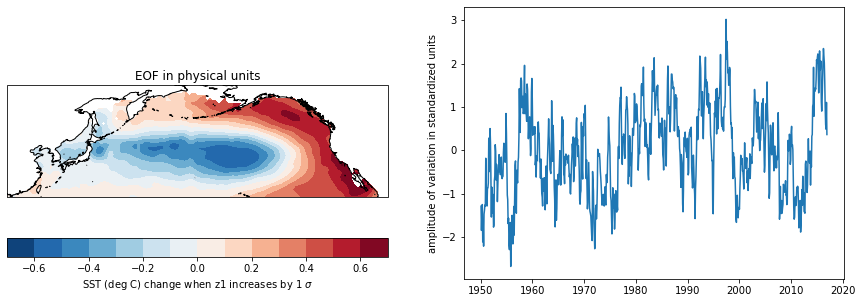 EOF in physical units
−0.6 −0.4 −0.2 0.0 0.2 0.4 0.6
SST (deg C) change when z1 increases by 1 σ
amplitude of variation in standardized units
3
2
1
0
−1
−2
1950 1960 1970 1980 1990 2000 2010 2020